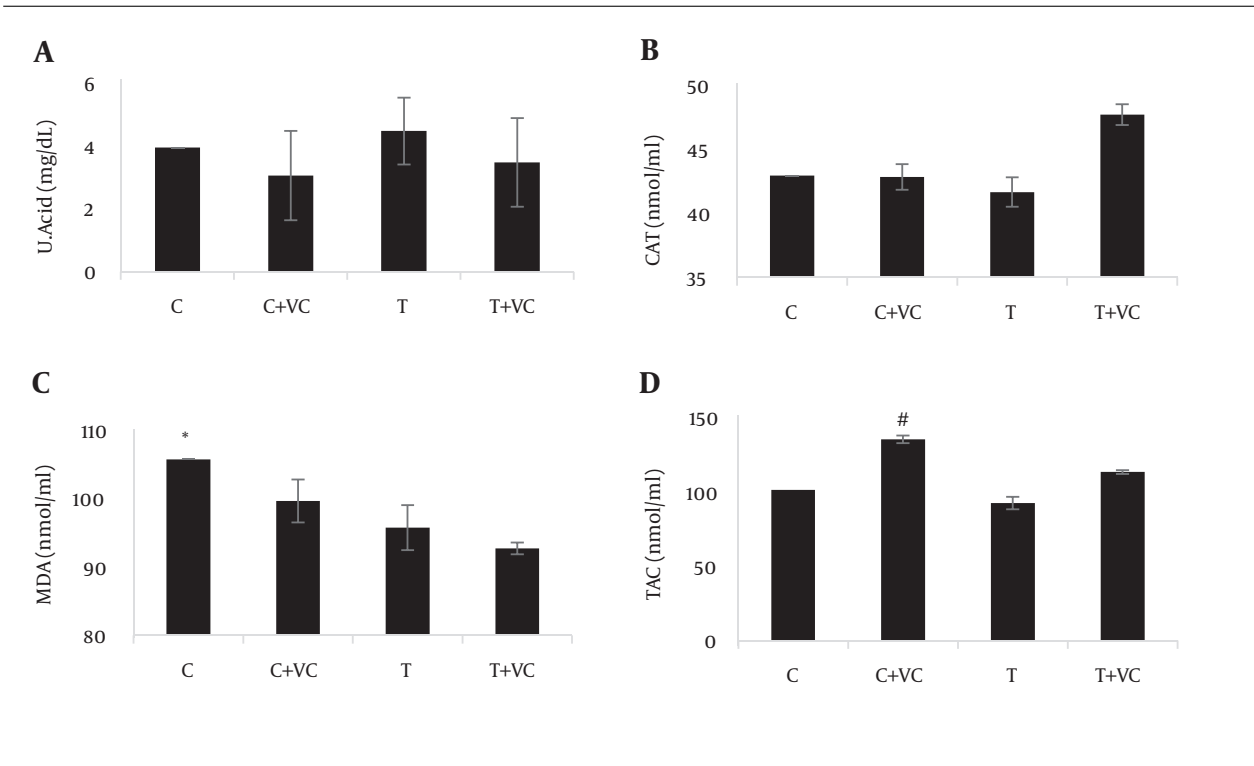 A
U.Acid (mg/dL)
6
4
2
0
C C+VC T T+VC
B
CAT (nmol/ml)
50
45
40
35
C C+VC T T+VC
C
MDA (nmol/ml)
110
100
90
80
*
C C+VC T T+VC
D
TAC (nmol/ml)
150
100
50
0
#
C C+VC T T+VC